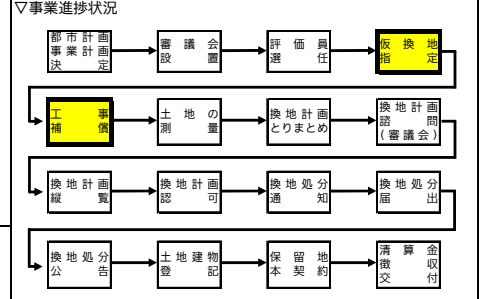 ▽事業進捗状況
都市計画
事業計画
決定
審議会
設置
評価員
選任
仮換地
指定
工事
補償
土地の
測量
換地計画
とりまとめ
換地計画
諮問
(審議会)
換地計画
縦覧
換地計画
認可
換地処分
通知
換地処分
届出
換地処分
公告
土地建物
登記
保留地
本契約
清算金
徴収
交付